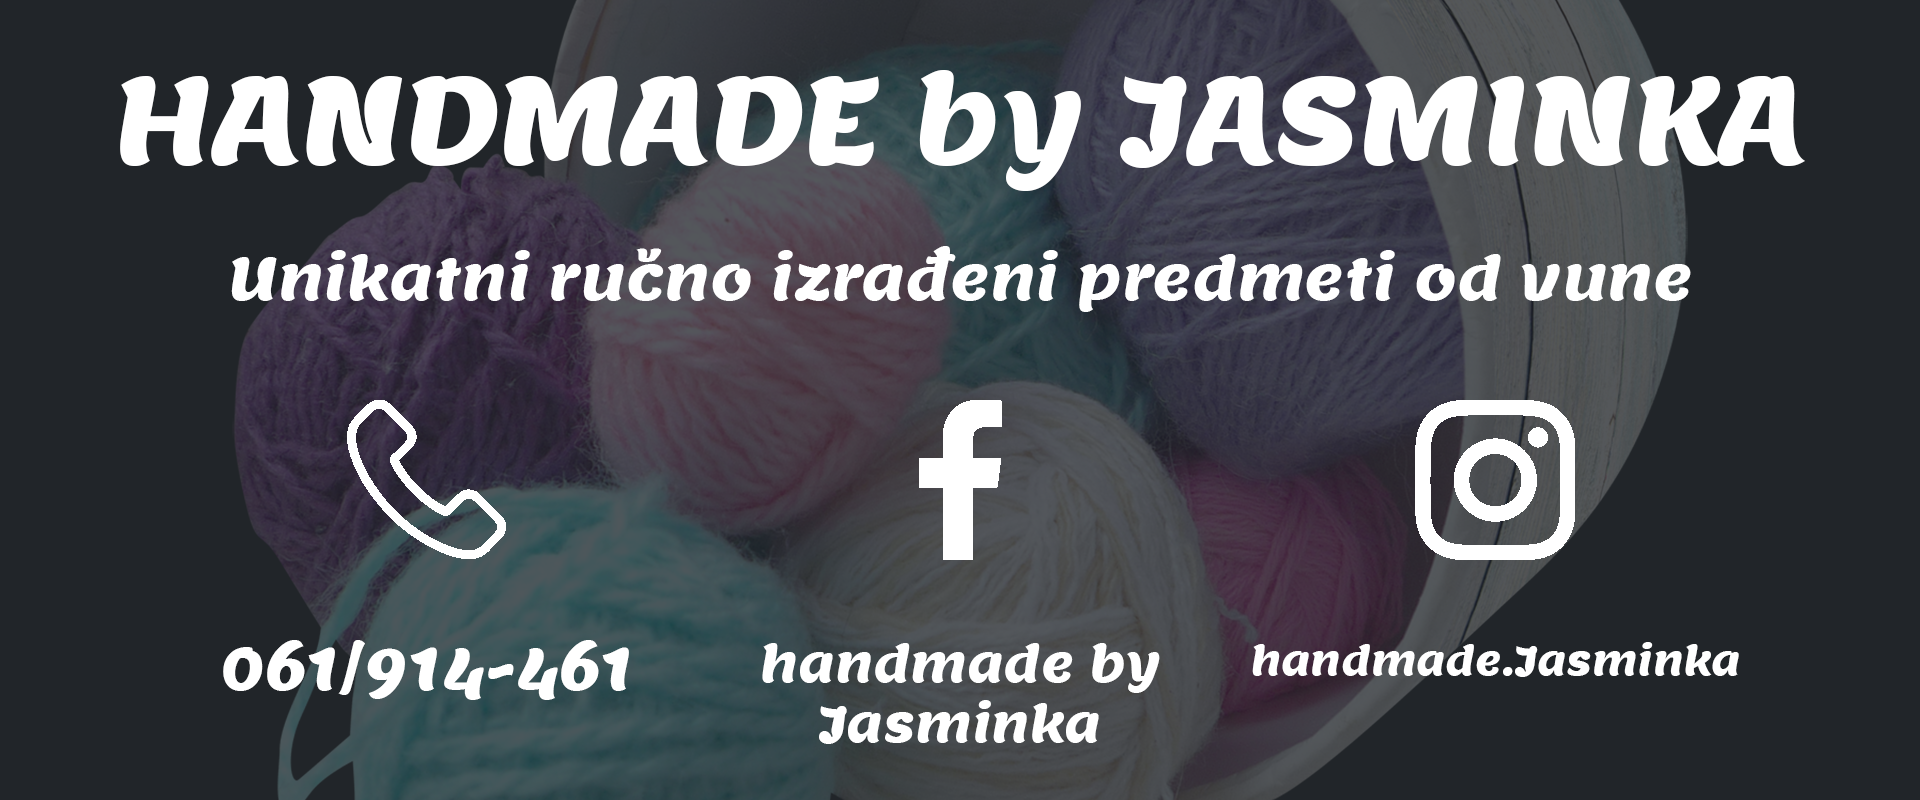 HANDMADE by JASMINKA
Unikatni ručno izrađeni predmeti od vune
061/914-461
handmade by
Jasminka
handmade.Jasminka